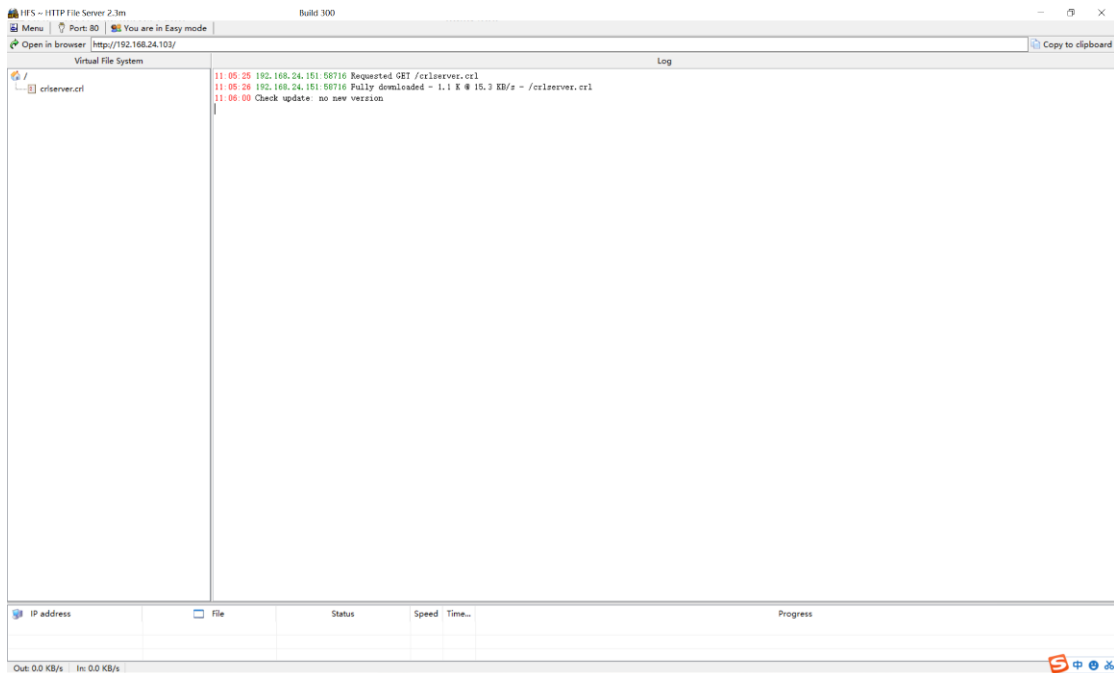 HFS ~ HTTP File Server 2.3m Build 300
Menu Port: 80 You are in Easy mode
Open in browser http://192.168.24.103/ Copy to clipboard
Virtual File System Log
/
crlserver.crl
11:05:25 192.168.24.151:58716 Requested GET /crlserver.crl
11:05:26 192.168.24.151:58716 Fully downloaded - 1.1 K @ 15.3 KB/s - /crlserver.crl
11:06:00 Check update: no new version
IP address File Status Speed Time... Progress
Out: 0.0 KB/s In: 0.0 KB/s
S 中